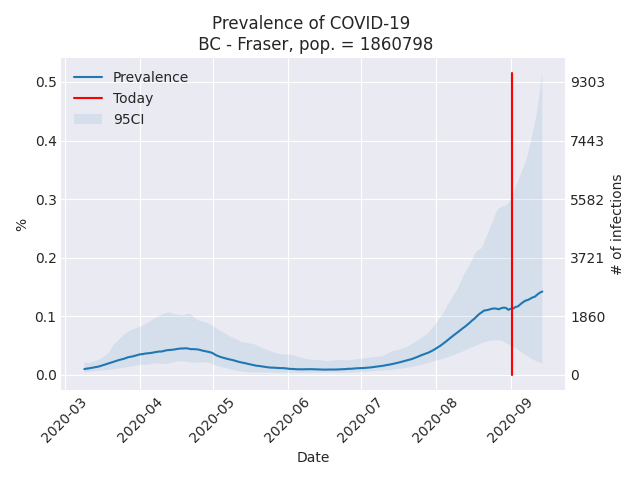 Prevalence of COVID-19
BC - Fraser, pop. = 1860798
Prevalence
Today
95CI
0.5
0.4
0.3
0.2
0.1
0.0
%
9303
7443
5582
3721
1860
0
# of infections
2020-03
2020-04
2020-05
2020-06
2020-07
2020-08
2020-09
Date